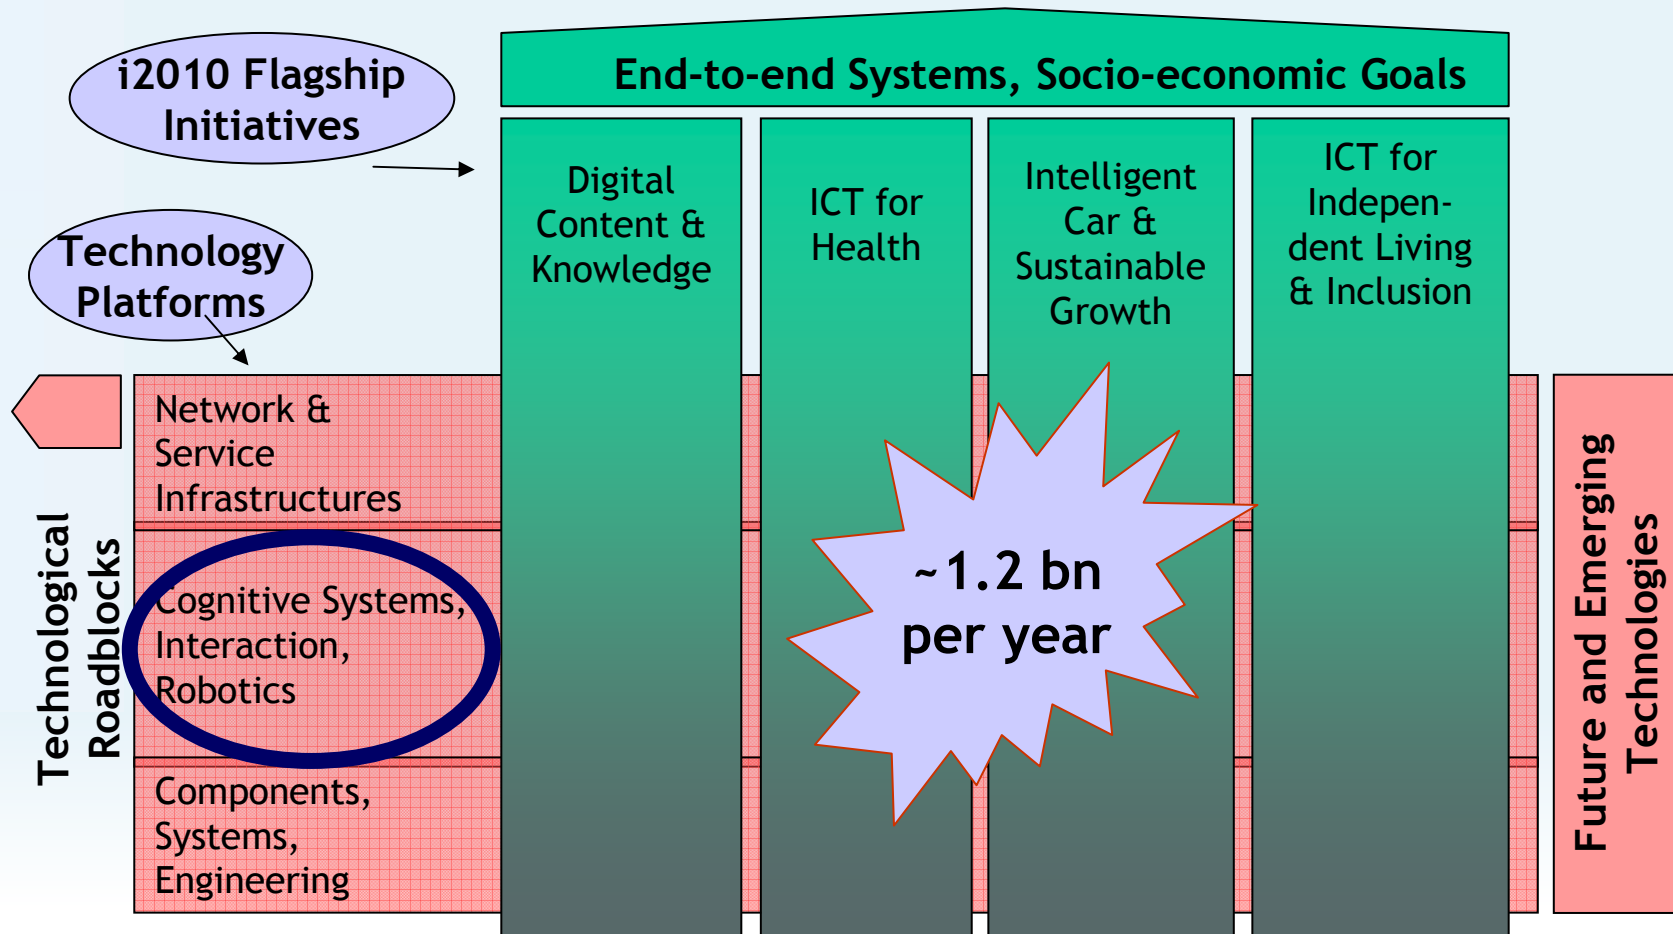 i2010 Flagship
Initiatives
End-to-end Systems, Socio-economic Goals
Technology
Platforms
Digital
Content &
Knowledge
ICT for
Health
Intelligent
Car &
Sustainable
Growth
ICT for
Indepen-
dent Living
& Inclusion
Technological
Roadblocks
Network &
Service
Infrastructures
Cognitive Systems,
Interaction,
Robotics
Components,
Systems,
Engineering
~1.2 bn
per year
Future and Emerging
Technologies